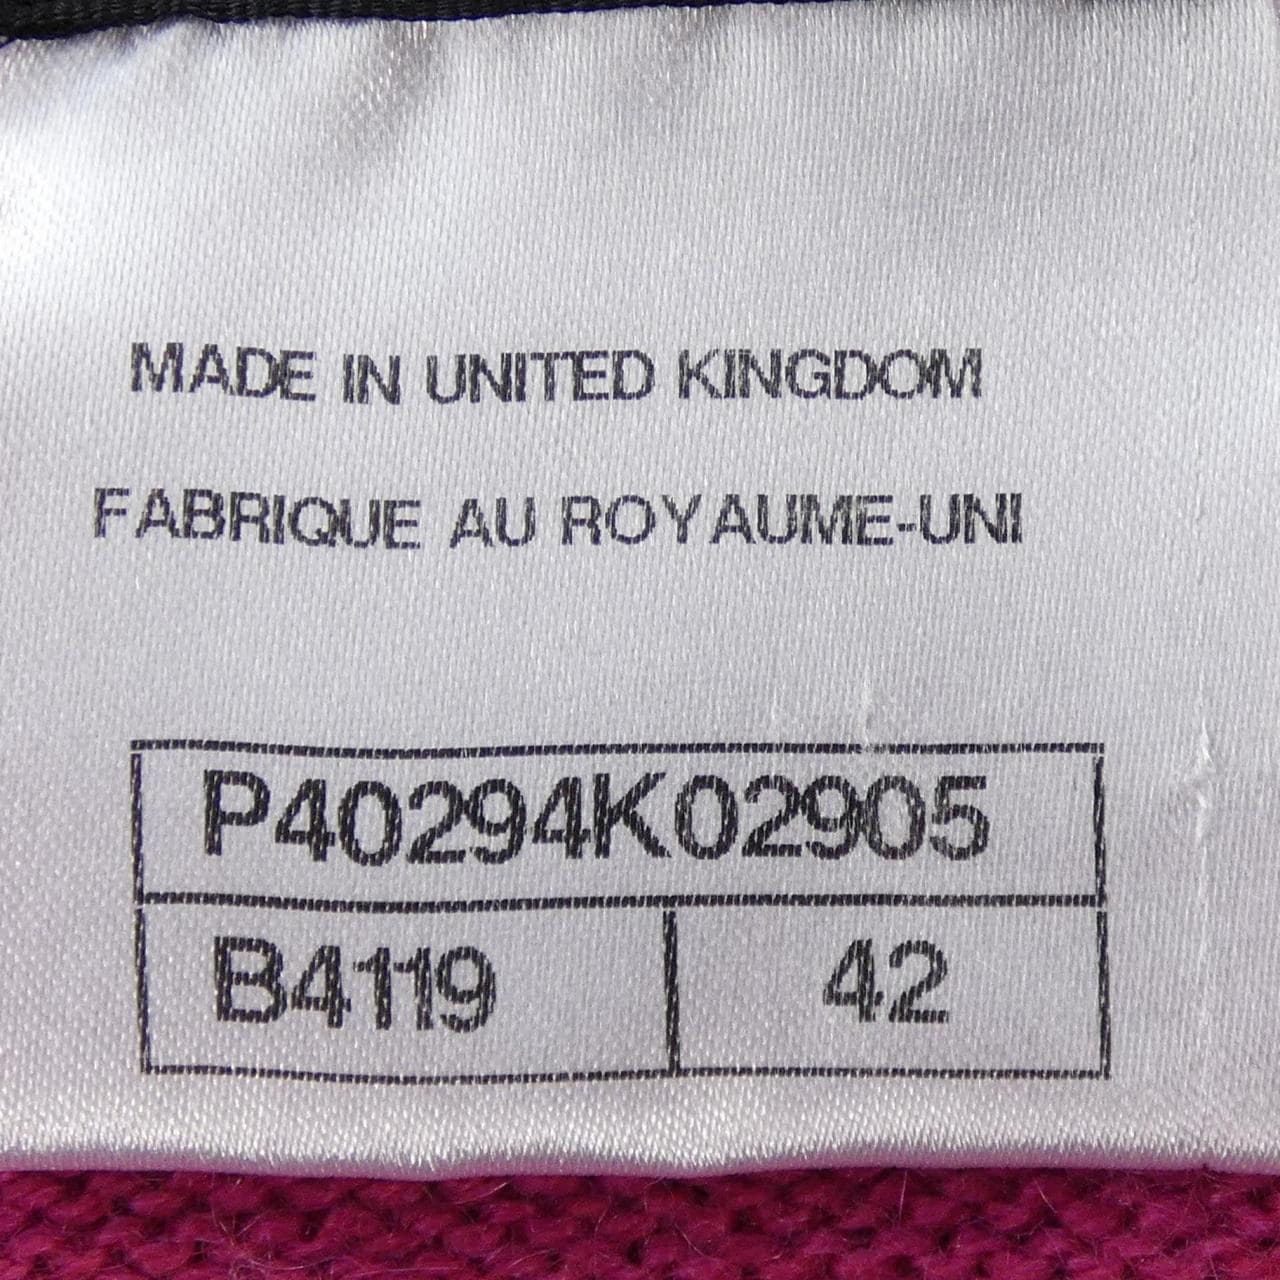 MADE IN UNITED KINGDOM
FABRIQUE AU ROYAUME-UNI
P40294K02905
B4119 42